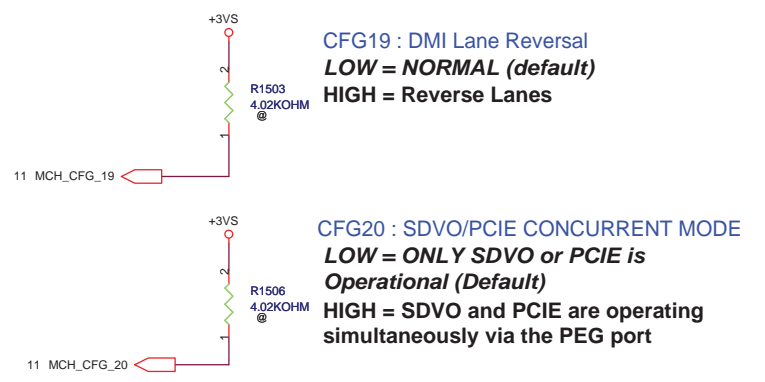 +3VS
CFG19 : DMI Lane Reversal
LOW = NORMAL (default)
HIGH = Reverse Lanes
2
R1503
4.02KOHM
@
1
11 MCH_CFG_19
+3VS
CFG20 : SDVO/PCIE CONCURRENT MODE
LOW = ONLY SDVO or PCIE is
Operational (Default)
HIGH = SDVO and PCIE are operating
simultaneously via the PEG port
2
R1506
4.02KOHM
@
1
11 MCH_CFG_20